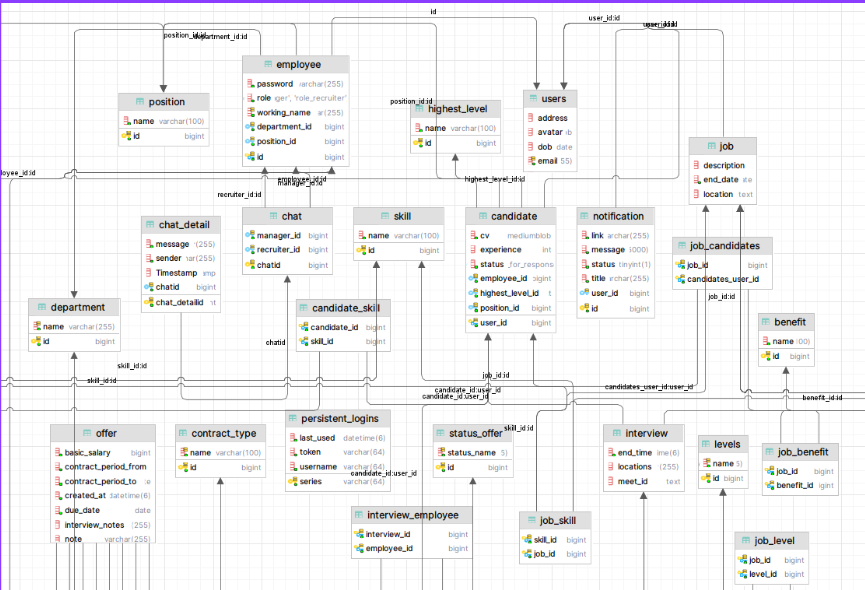 id
user_id:id
user_id:id
position_id:id
department_id:id
employee
password varchar(255)
role ger', 'role_recruiter'
working_name ar(255)
department_id bigint
position_id bigint
id bigint
position
name varchar(100)
id bigint
position_id:id
highest_level
name varchar(100)
id bigint
users
address
avatar b
dob date
email 55)
job
description
end_date te
location text
loyee_id:id
employee_id:id
manager_id:id
highest_level_id:id
recruiter_id:id
chat_detail
message (255)
sender ar(255)
Timestamp mp
chatid bigint
chat_detailid nt
chat
manager_id bigint
recruiter_id bigint
chatid bigint
skill
name varchar(100)
id bigint
candidate
cv mediumblob
experience int
status _for_respons
employee_id bigint
highest_level_id t
position_id bigint
user_id bigint
notification
link archar(255)
message 5000)
status tinyint(1)
title rchar(255)
user_id bigint
id bigint
job_candidates
job_id bigint
candidates_user_id
job_id:id
department
name varchar(255)
id bigint
candidate_skill
candidate_id bigint
skill_id bigint
benefit
name (00)
id bigint
chatid
skill_id:id
skill_id:id
job_id:id
candidate_id:user_id
candidate_id:user_id
candidates_user_id:user_id
benefit_id:id
offer
basic_salary bigint
contract_period_from
contract_period_to e
created_at datetime(6)
due_date date
interview_notes (255)
note varchar(255)
contract_type
name varchar(100)
id bigint
persistent_logins
last_used datetime(6)
token varchar(64)
username varchar(64)
series varchar(64)
candidate_id:user_id
status_offer
status_name 5)
id bigint
skill_id:id
interview
end_time ime(6)
locations (255)
meet_id text
levels
name 5)
id bigint
job_benefit
job_id bigint
benefit_id igint
interview_employee
interview_id bigint
employee_id bigint
job_skill
skill_id bigint
job_id bigint
job_level
job_id bigint
level_id bigint